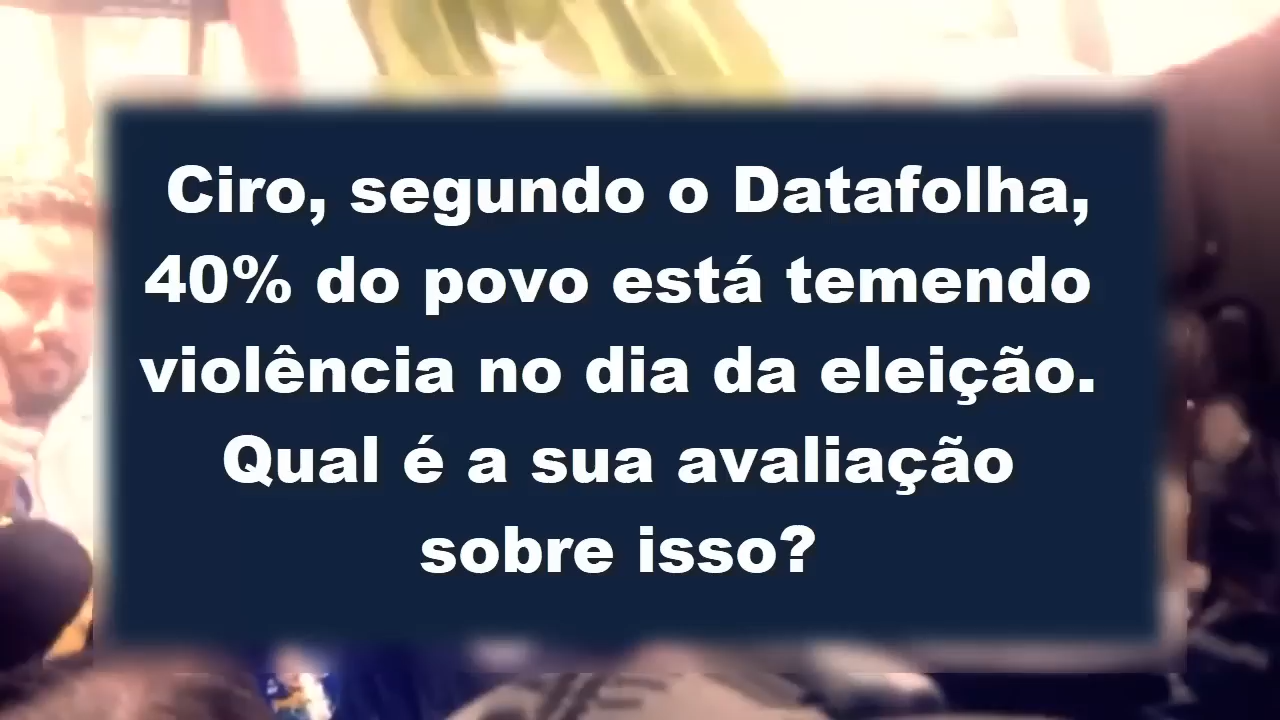 Ciro, segundo o Datafolha,
40% do povo está temendo
violência no dia da eleição.
Qual é a sua avaliação
sobre isso?